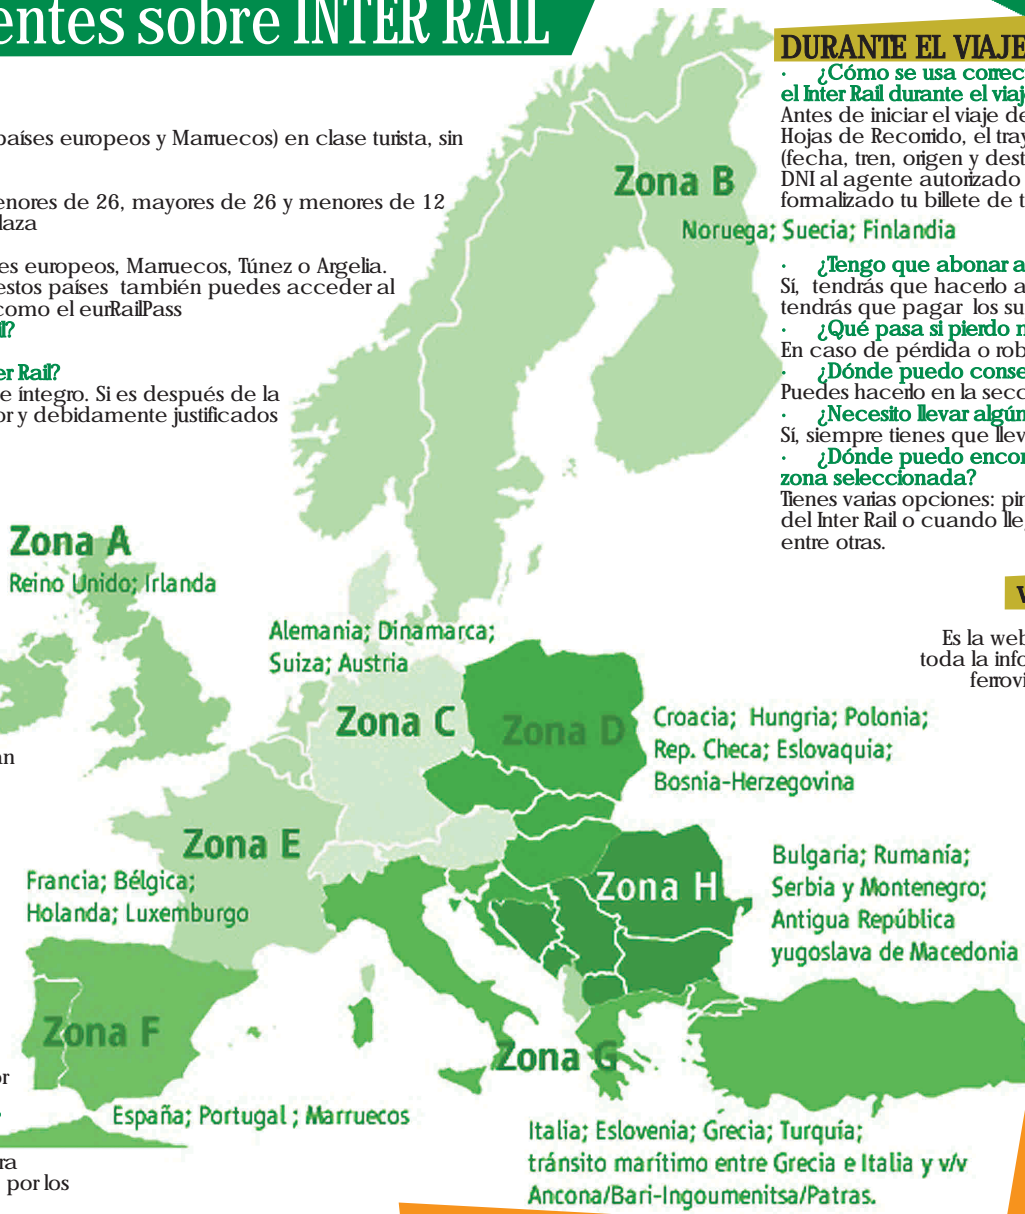 entes sobre INTER RAIL
países europeos y Marruecos) en clase turista, sin
enores de 26, mayores de 26 y menores de 12
laza
es europeos, Marruecos, Túnez o Argelia.
estos países también puedes acceder al
como el eurRailPass
il?
er Rail?
e íntegro. Si es después de la
or y debidamente justificados
DURANTE EL VIAJE
· ¿Cómo se usa correc
el Inter Rail durante el viaje
Antes de iniciar el viaje de
Hojas de Recorrido, el tray
(fecha, tren, origen y dest
DNI al agente autorizado
formalizado tu billete de t
· ¿Tengo que abonar a
Sí, tendrás que hacerlo a
tendrás que pagar los su
· ¿Qué pasa si pierdo m
En caso de pérdida o rob
· ¿Dónde puedo conse
Puedes hacerlo en la secc
· ¿Necesito llevar algún
Sí, siempre tienes que llev
· ¿Dónde puedo encon
zona seleccionada?
Tienes varias opciones: pin
del Inter Rail o cuando lle
entre otras.
Es la web
toda la info
ferrovi
Zona B
Noruega; Suecia; Finlandia
Zona A
Reino Unido; Irlanda
Alemania; Dinamarca;
Suiza; Austria
Zona C
Zona D
Croacia; Hungria; Polonia;
Rep. Checa; Eslovaquia;
Bosnia-Herzegovina
an
Zona E
Francia; Bélgica;
Holanda; Luxemburgo
Zona H
Bulgaria; Rumanía;
Serbia y Montenegro;
Antigua República
yugoslava de Macedonia
Zona F
España; Portugal ; Marruecos
Zona G
Italia; Eslovenia; Grecia; Turquía;
tránsito marítimo entre Grecia e Italia y v/v
Ancona/Bari-Ingoumenitsa/Patras.
or
ra
por los